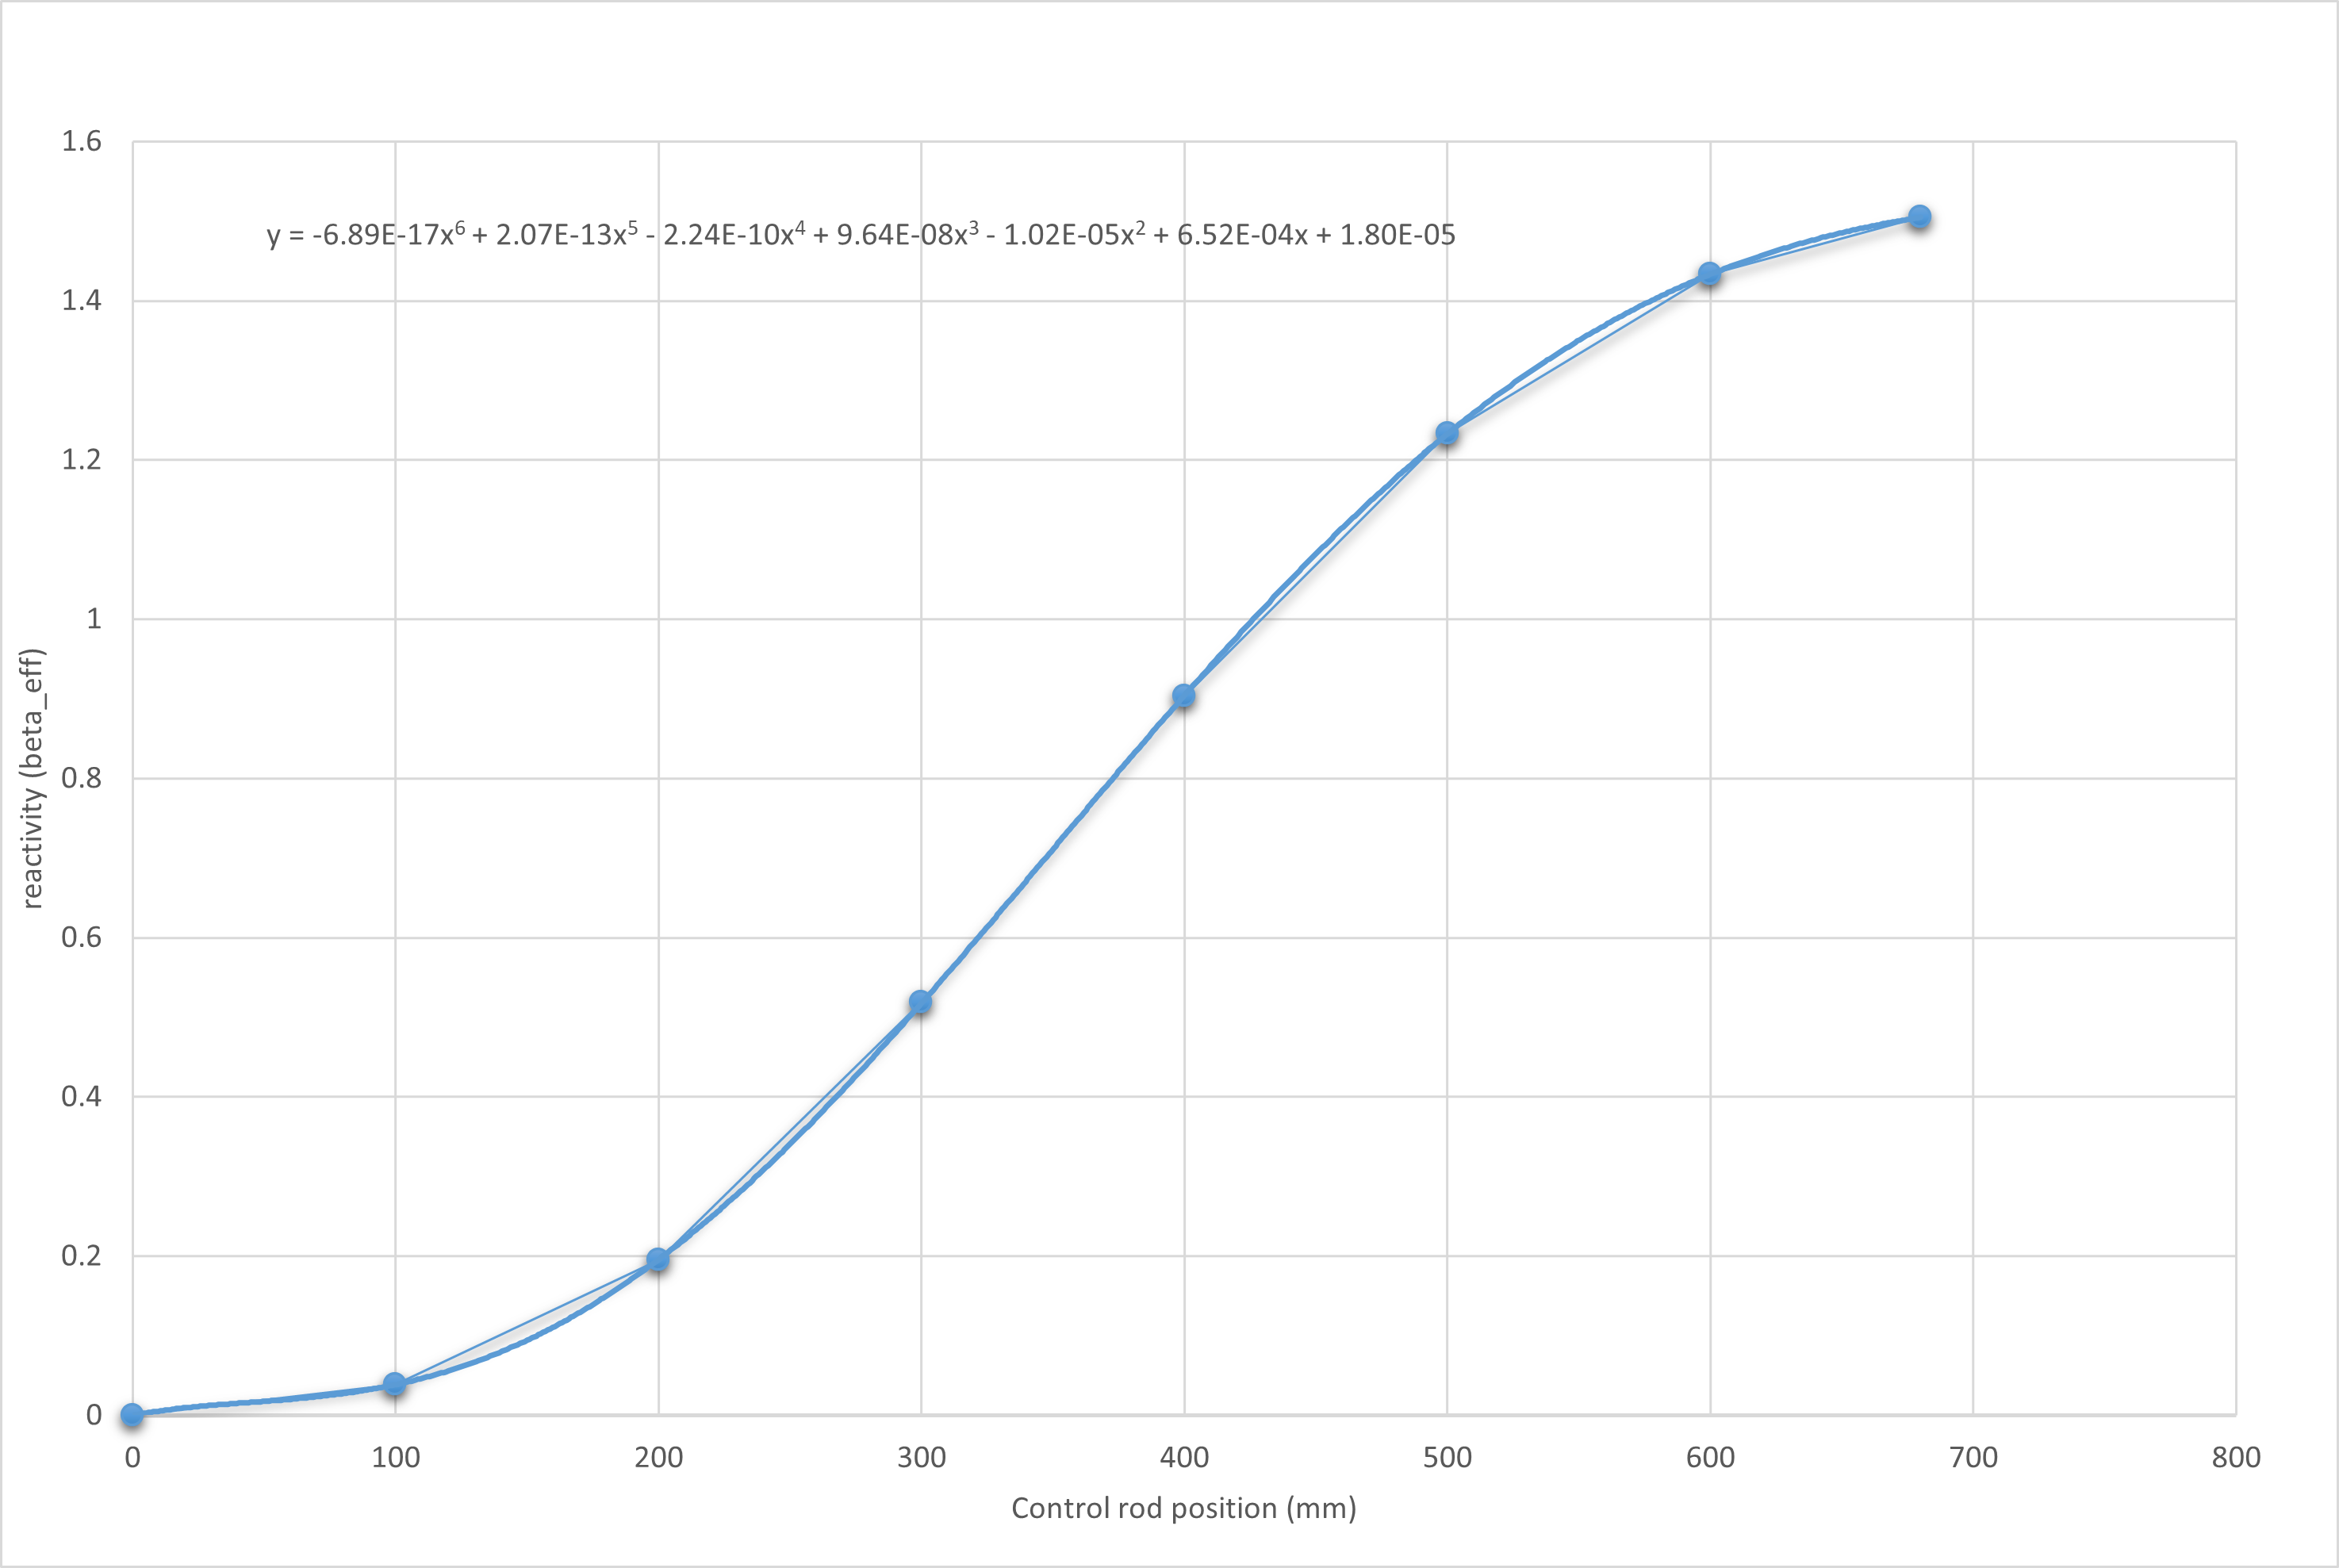 1.6
y = -6.89E-17x⁶ + 2.07E-13x⁵ - 2.24E-10x⁴ + 9.64E-08x³ - 1.02E-05x² + 6.52E-04x + 1.80E-05
1.4
1.2
1
0.8
0.6
0.4
0.2
0
reactivity (beta_eff)
0 100 200 300 400 500 600 700 800
Control rod position (mm)